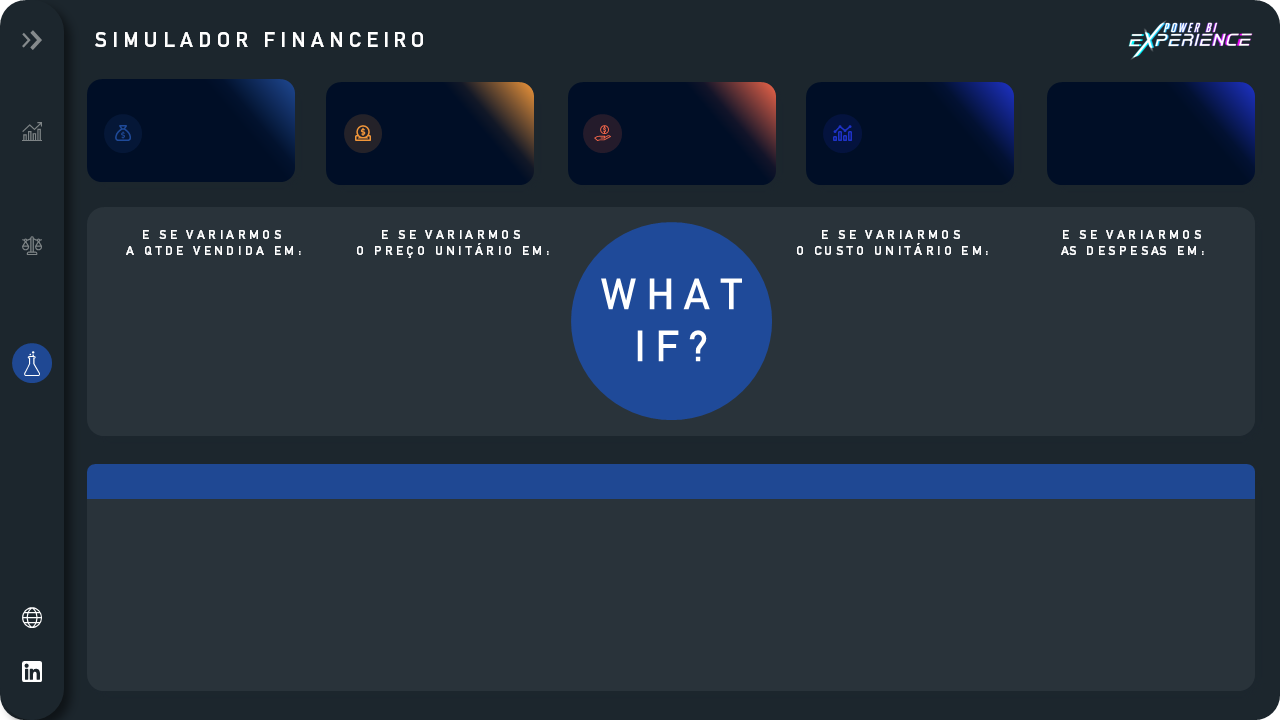 SIMULADOR FINANCEIRO
POWER BI
EXPERIENCE
E SE VARIARMOS
A QTDE VENDIDA EM:
E SE VARIARMOS
O PREÇO UNITÁRIO EM:
WHAT
IF?
E SE VARIARMOS
O CUSTO UNITÁRIO EM:
E SE VARIARMOS
AS DESPESAS EM:
in